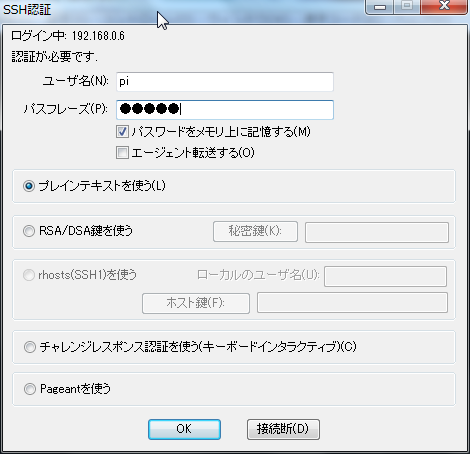 SSH認証
ログイン中: 192.168.0.6
認証が必要です.
ユーザ名(N): pi
パスフレーズ(P): ●●●●●
パスワードをメモリ上に記憶する(M)
エージェント転送する(O)
プレインテキストを使う(L)
RSA/DSA鍵を使う 秘密鍵(K):
rhosts(SSH1)を使う ローカルのユーザ名(U):
ホスト鍵(F):
チャレンジレスポンス認証を使う(キーボードインタラクティブ)(C)
Pageantを使う
OK 接続断(D)